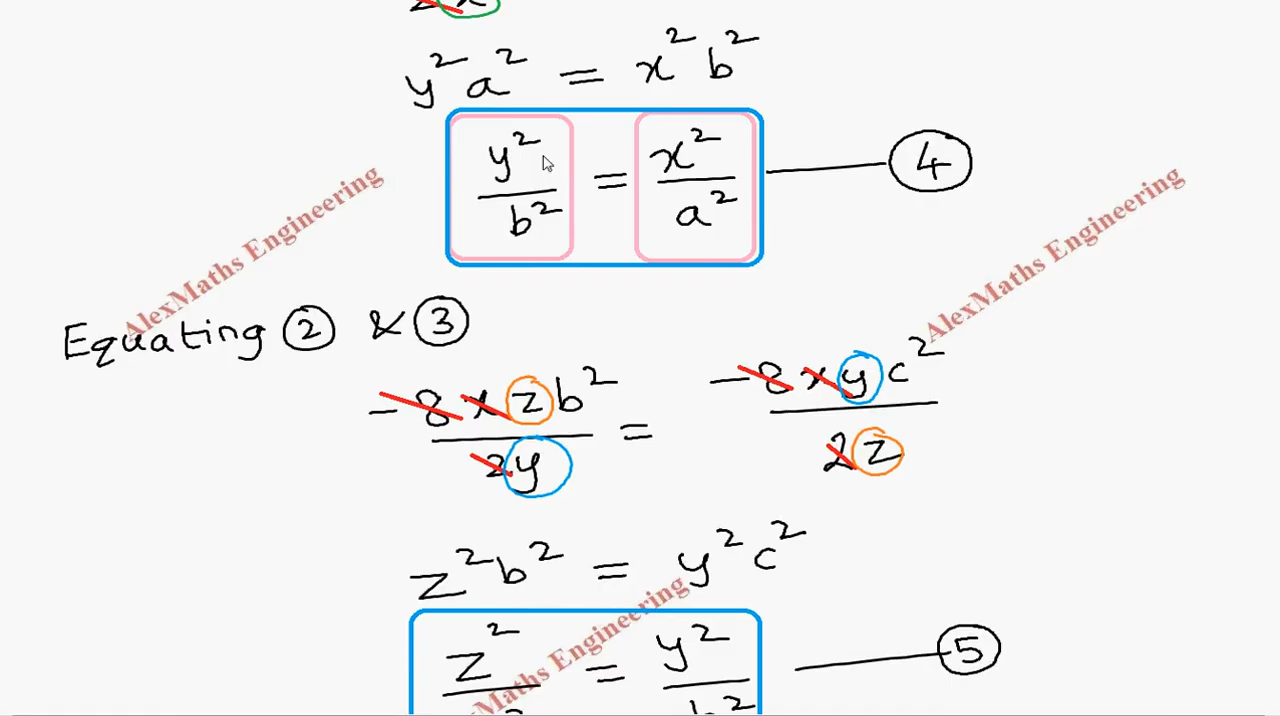 y²a² = x²b²
y²/b² = x²/a² ——— ④
Equating ② & ③
-8xzb²/2y = -8xyc²/2z
z²b² = y²c²
z² = y²/b² ——— ⑤
AlexMaths Engineering
AlexMaths Engineering
AlexMaths Engineering